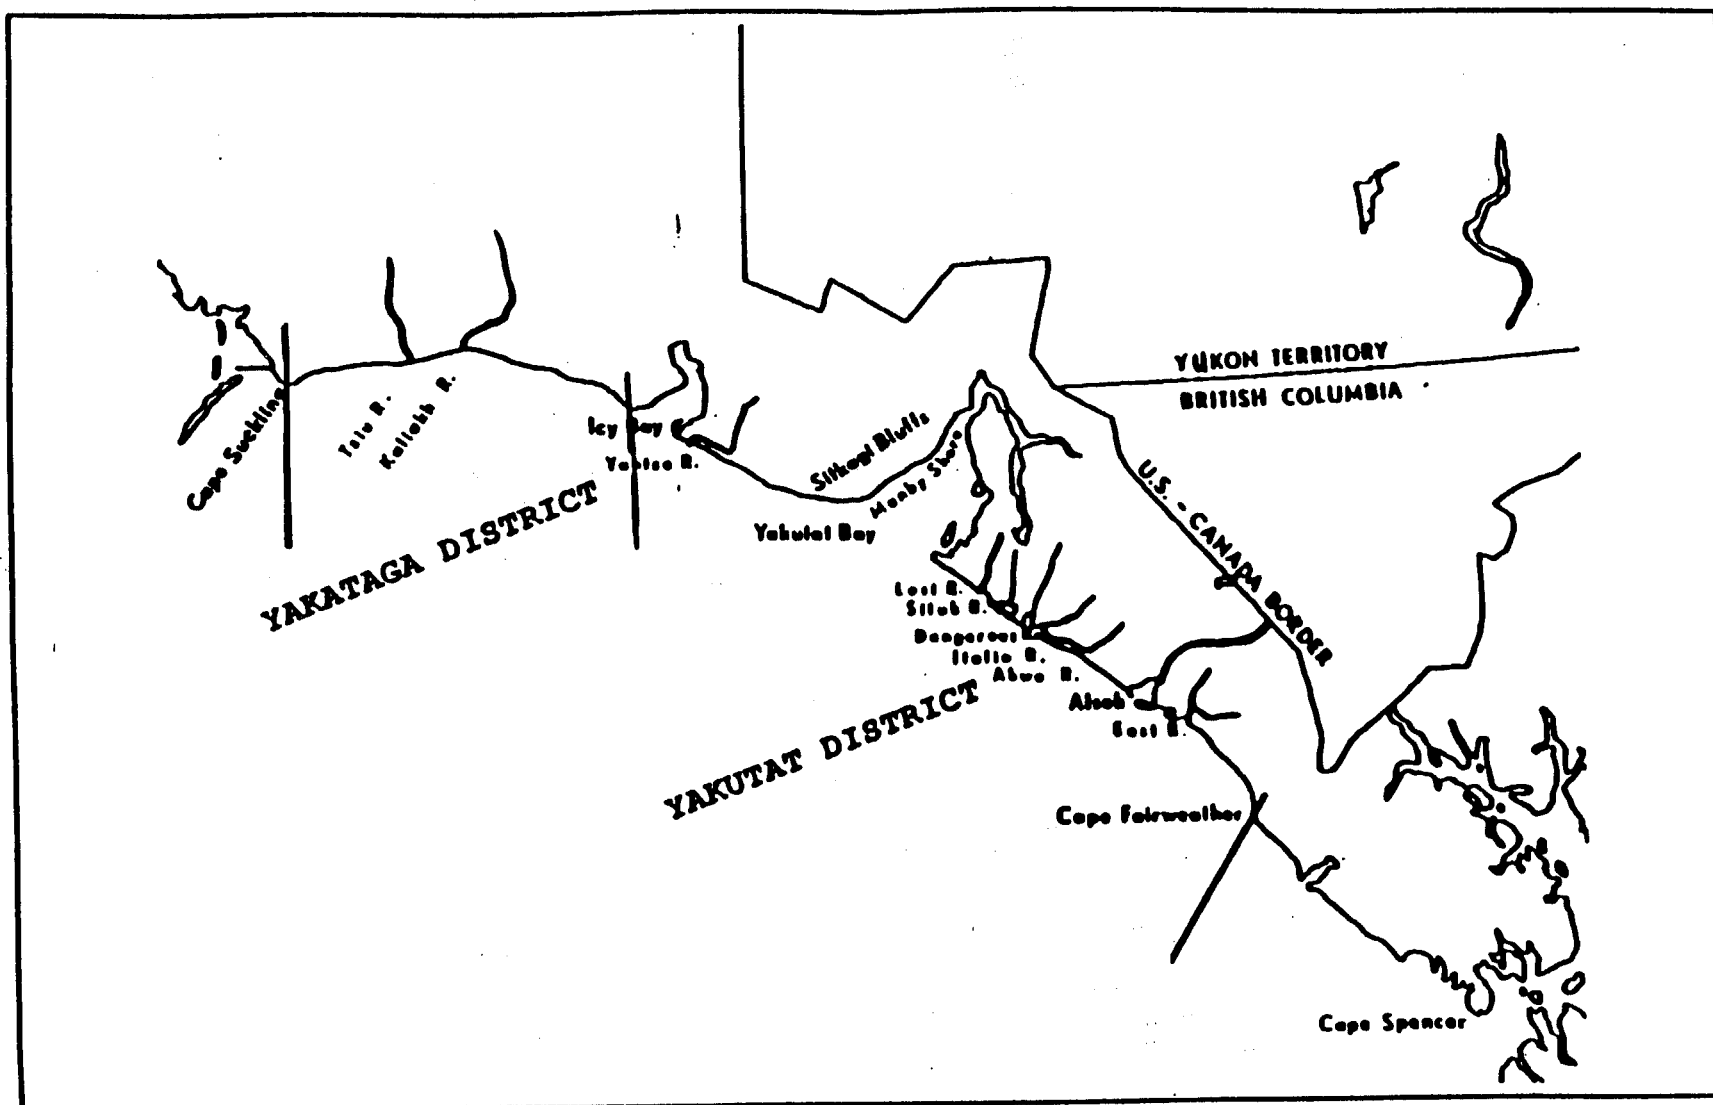 YUKON TERRITORY
BRITISH COLUMBIA
U.S. - CANADA BORDER
Cape Suckling
Tsiu R.
Kaliakh R.
Icy Bay
Yahtse R.
Sitkagi Bluffs
Manby Shore
Yakutat Bay
YAKATAGA DISTRICT
Lost R.
Situk R.
Dangerous
Italio R.
Akwe R.
Alsek
East R.
YAKUTAT DISTRICT
Cape Fairweather
Cape Spencer